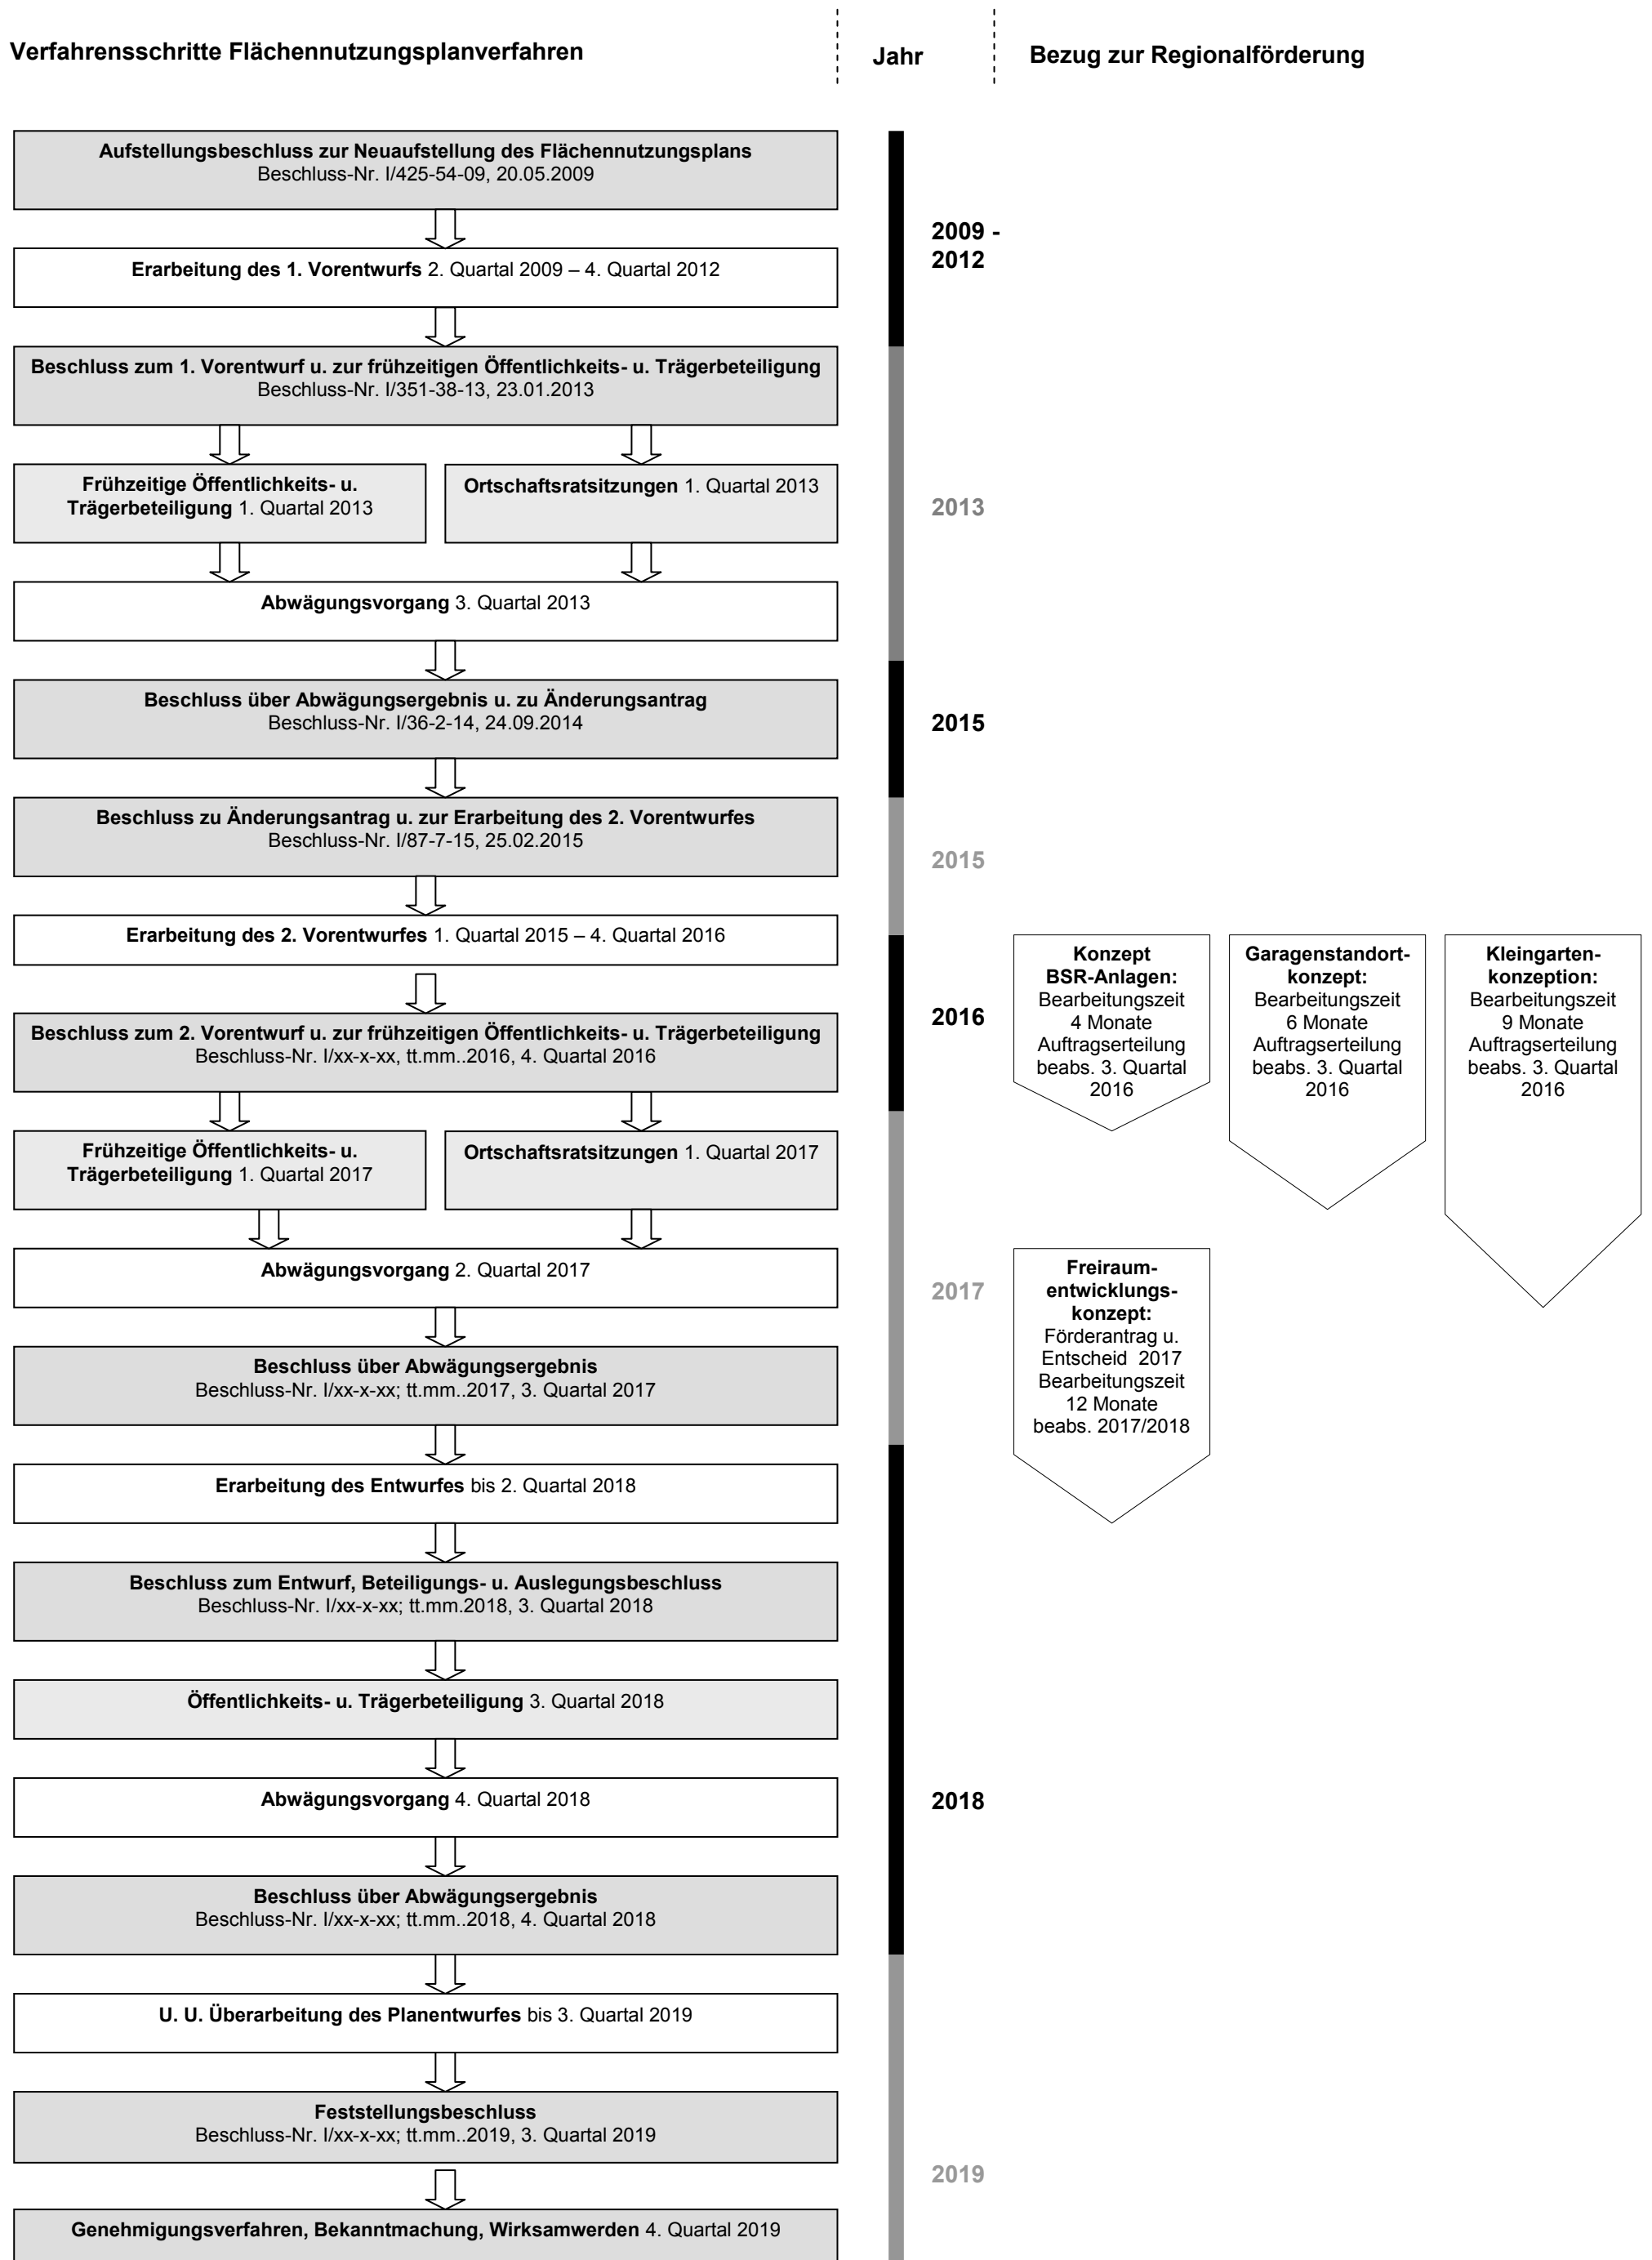 Verfahrensschritte Flächennutzungsplanverfahren
Jahr
Bezug zur Regionalförderung
Aufstellungsbeschluss zur Neuaufstellung des Flächennutzungsplans
Beschluss-Nr. I/425-54-09, 20.05.2009
2009 -
2012
Erarbeitung des 1. Vorentwurfs 2. Quartal 2009 – 4. Quartal 2012
Beschluss zum 1. Vorentwurf u. zur frühzeitigen Öffentlichkeits- u. Trägerbeteiligung
Beschluss-Nr. I/351-38-13, 23.01.2013
Frühzeitige Öffentlichkeits- u.
Trägerbeteiligung 1. Quartal 2013
Ortschaftsratsitzungen 1. Quartal 2013
2013
Abwägungsvorgang 3. Quartal 2013
Beschluss über Abwägungsergebnis u. zu Änderungsantrag
Beschluss-Nr. I/36-2-14, 24.09.2014
2015
Beschluss zu Änderungsantrag u. zur Erarbeitung des 2. Vorentwurfes
Beschluss-Nr. I/87-7-15, 25.02.2015
2015
Erarbeitung des 2. Vorentwurfes 1. Quartal 2015 – 4. Quartal 2016
Beschluss zum 2. Vorentwurf u. zur frühzeitigen Öffentlichkeits- u. Trägerbeteiligung
Beschluss-Nr. I/xx-x-xx, tt.mm..2016, 4. Quartal 2016
2016
Konzept
BSR-Anlagen:
Bearbeitungszeit
4 Monate
Auftragserteilung
beabs. 3. Quartal
2016
Garagenstandort-
konzept:
Bearbeitungszeit
6 Monate
Auftragserteilung
beabs. 3. Quartal
2016
Kleingarten-
konzeption:
Bearbeitungszeit
9 Monate
Auftragserteilung
beabs. 3. Quartal
2016
Frühzeitige Öffentlichkeits- u.
Trägerbeteiligung 1. Quartal 2017
Ortschaftsratsitzungen 1. Quartal 2017
Abwägungsvorgang 2. Quartal 2017
2017
Freiraum-
entwicklungs-
konzept:
Förderantrag u.
Entscheid 2017
Bearbeitungszeit
12 Monate
beabs. 2017/2018
Beschluss über Abwägungsergebnis
Beschluss-Nr. I/xx-x-xx; tt.mm..2017, 3. Quartal 2017
Erarbeitung des Entwurfes bis 2. Quartal 2018
Beschluss zum Entwurf, Beteiligungs- u. Auslegungsbeschluss
Beschluss-Nr. I/xx-x-xx; tt.mm.2018, 3. Quartal 2018
Öffentlichkeits- u. Trägerbeteiligung 3. Quartal 2018
Abwägungsvorgang 4. Quartal 2018
2018
Beschluss über Abwägungsergebnis
Beschluss-Nr. I/xx-x-xx; tt.mm..2018, 4. Quartal 2018
U. U. Überarbeitung des Planentwurfes bis 3. Quartal 2019
Feststellungsbeschluss
Beschluss-Nr. I/xx-x-xx; tt.mm..2019, 3. Quartal 2019
2019
Genehmigungsverfahren, Bekanntmachung, Wirksamwerden 4. Quartal 2019